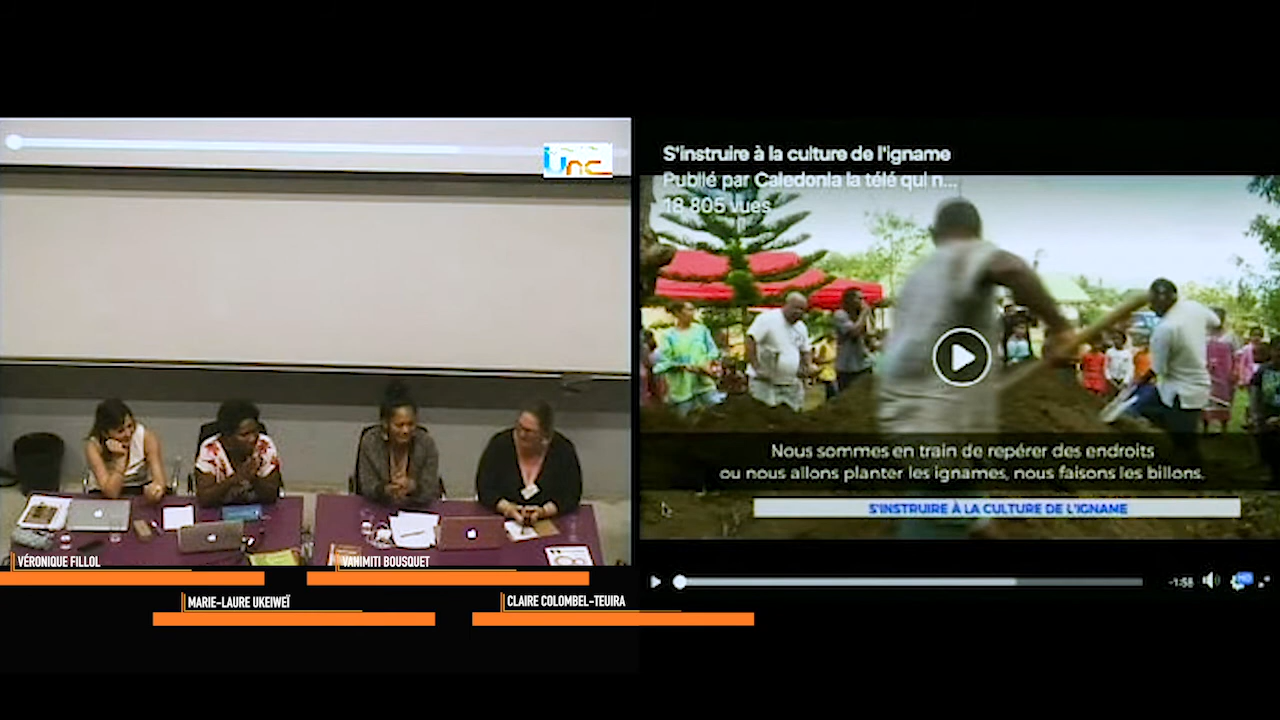 unc
S'instruire à la culture de l'igname
Publié par Caledonia la télé qui n...
18 805 vues
Nous sommes en train de repérer des endroits
ou nous allons planter les ignames, nous faisons les billons.
S'INSTRUIRE À LA CULTURE DE L'IGNAME
-1:58
HD
VÉRONIQUE FILLOL
VANIMITI BOUSQUET
MARIE-LAURE UKEIWEÏ
CLAIRE COLOMBEL-TEUIRA